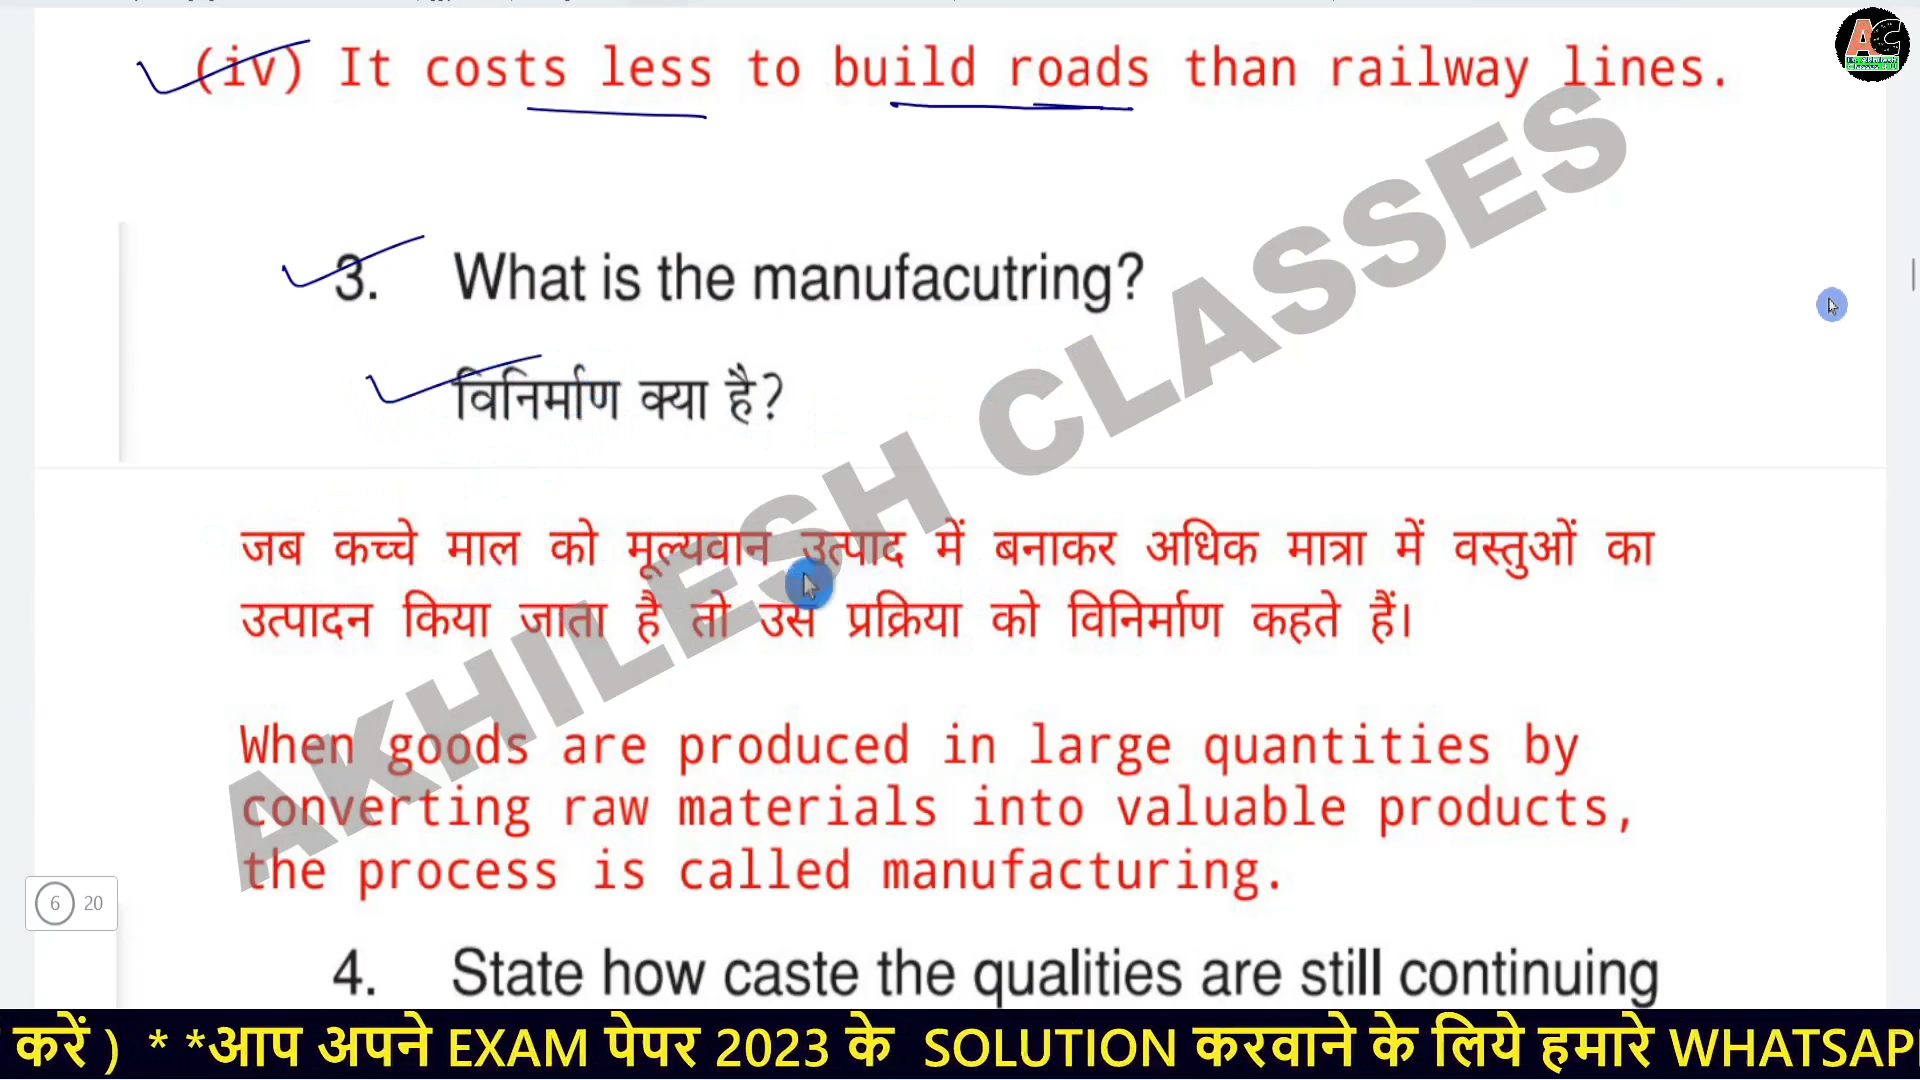 (iv) It costs less to build roads than railway lines.
3. What is the manufacutring?
विनिर्माण क्या है?
जब कच्चे माल को मूल्यवान उत्पाद में बनाकर अधिक मात्रा में वस्तुओं का
उत्पादन किया जाता है तो उस प्रक्रिया को विनिर्माण कहते हैं।
When goods are produced in large quantities by
converting raw materials into valuable products,
the process is called manufacturing.
4. State how caste the qualities are still continuing
6 20
करें ) * *आप अपने EXAM पेपर 2023 के SOLUTION करवाने के लिये हमारे WHATSAP
AKHILESH CLASSES
AC